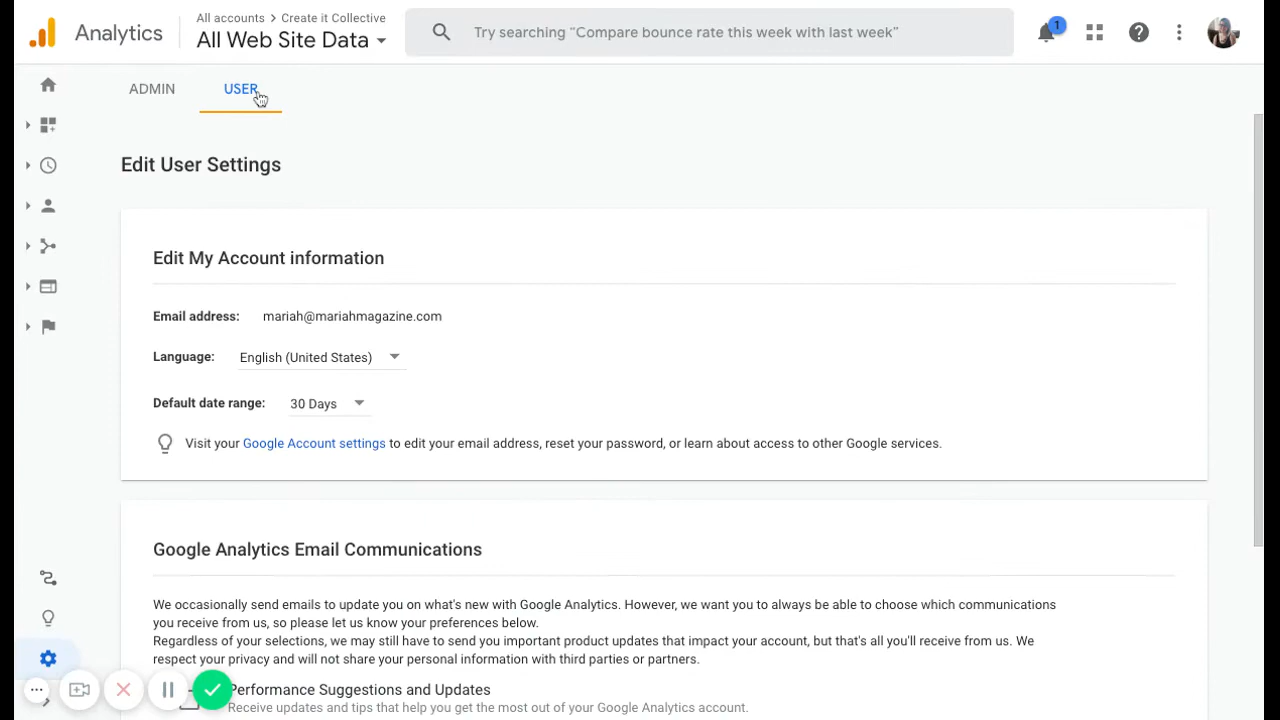 Analytics
All accounts > Create it Collective
All Web Site Data
Try searching “Compare bounce rate this week with last week”
1
ADMIN
USER
Edit User Settings
Edit My Account information
Email address: mariah@mariahmagazine.com
Language: English (United States)
Default date range: 30 Days
Visit your Google Account settings to edit your email address, reset your password, or learn about access to other Google services.
Google Analytics Email Communications
We occasionally send emails to update you on what's new with Google Analytics. However, we want you to always be able to choose which communications
you receive from us, so please let us know your preferences below.
Regardless of your selections, we may still have to send you important product updates that impact your account, but that's all you'll receive from us. We
respect your privacy and will not share your personal information with third parties or partners.
Performance Suggestions and Updates
Receive updates and tips that help you get the most out of your Google Analytics account.